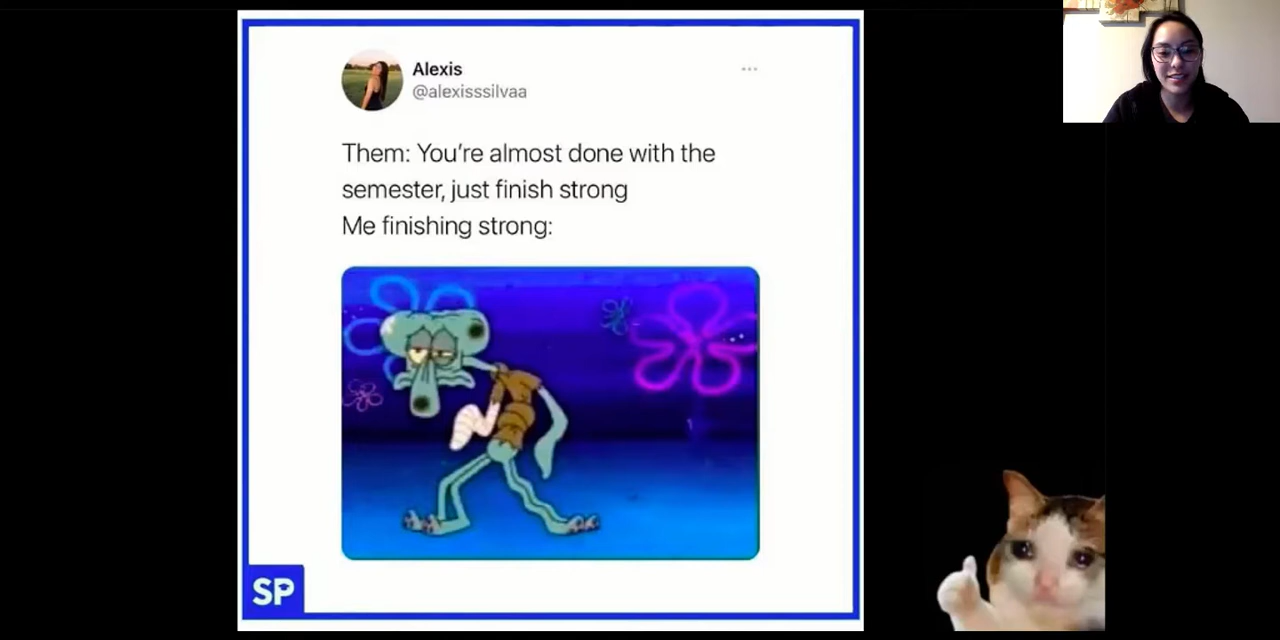 Alexis
@alexisssilvaa
Them: You're almost done with the
semester, just finish strong
Me finishing strong:
SP